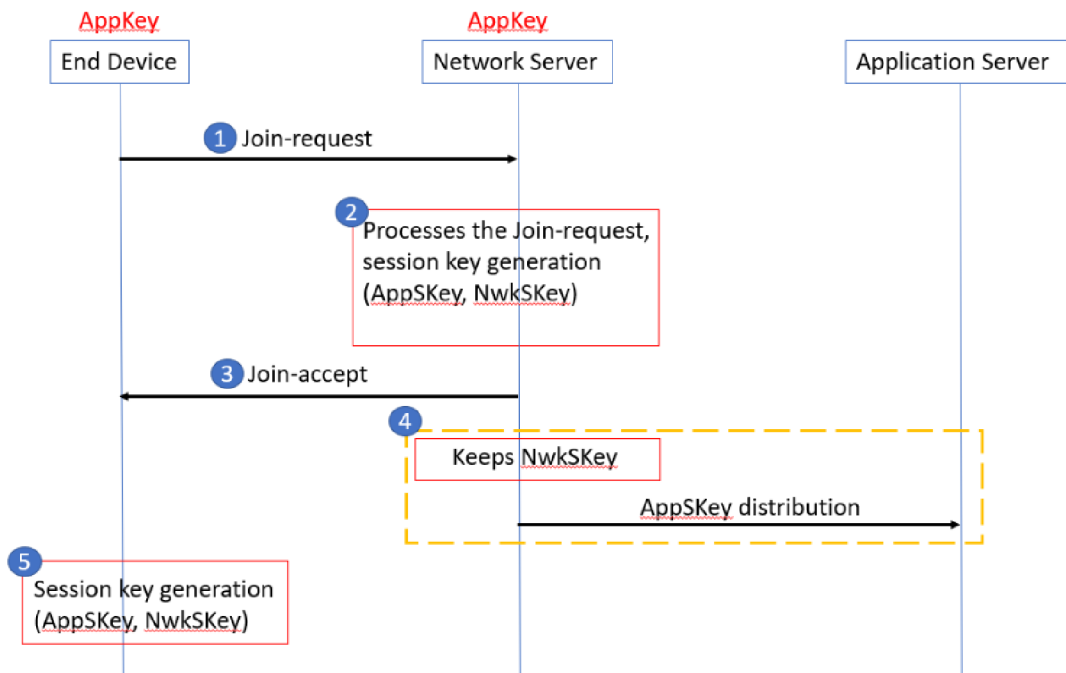 AppKey
AppKey
End Device
Network Server
Application Server
1 Join-request
2
Processes the Join-request,
session key generation
(AppSKey, NwkSKey)
3 Join-accept
4
Keeps NwkSKey
AppSKey distribution
5
Session key generation
(AppSKey, NwkSKey)